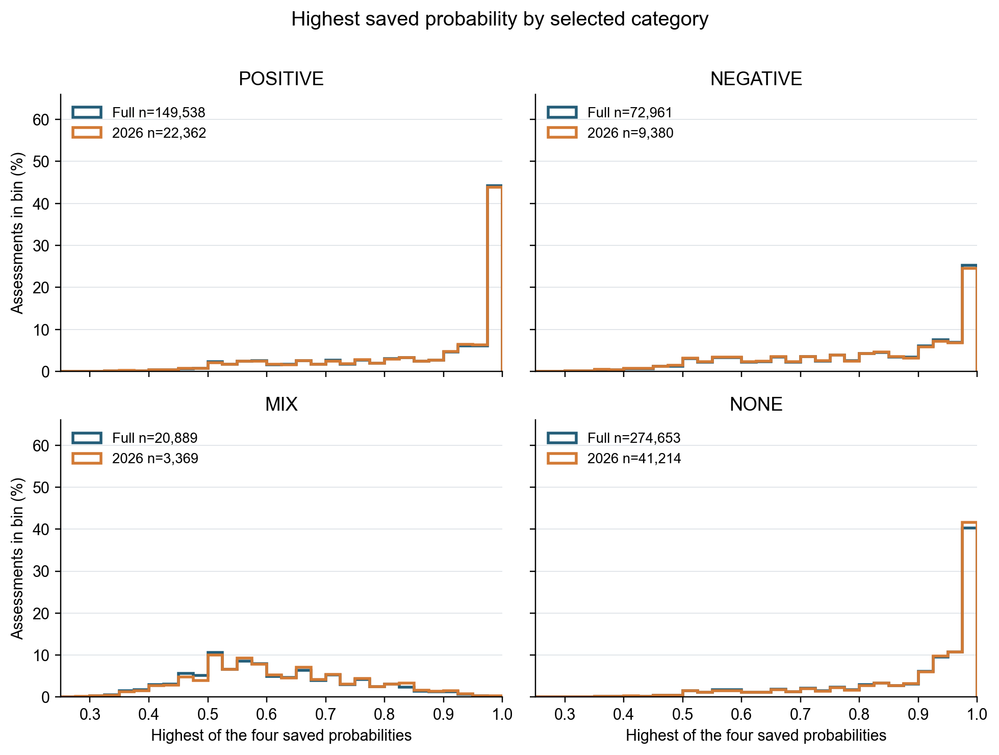 Highest saved probability by selected category
POSITIVE
Full n=149,538
2026 n=22,362
Assessments in bin (%)
60
50
40
30
20
10
0
NEGATIVE
Full n=72,961
2026 n=9,380
MIX
Full n=20,889
2026 n=3,369
Assessments in bin (%)
60
50
40
30
20
10
0
0.3 0.4 0.5 0.6 0.7 0.8 0.9 1.0
Highest of the four saved probabilities
NONE
Full n=274,653
2026 n=41,214
0.3 0.4 0.5 0.6 0.7 0.8 0.9 1.0
Highest of the four saved probabilities